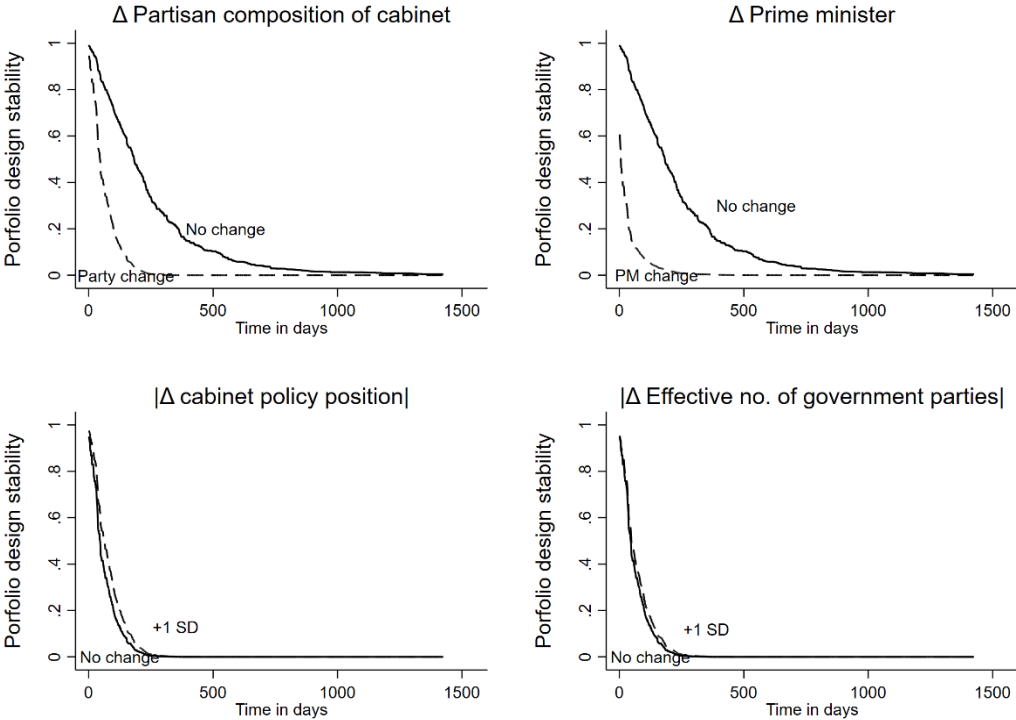 Δ Partisan composition of cabinet
Porfolio design stability
1
.8
.6
.4
.2
0
No change
Party change
0 500 1000 1500
Time in days
Δ Prime minister
Porfolio design stability
1
.8
.6
.4
.2
0
No change
PM change
0 500 1000 1500
Time in days
|Δ cabinet policy position|
Porfolio design stability
1
.8
.6
.4
.2
0
+1 SD
No change
0 500 1000 1500
Time in days
|Δ Effective no. of government parties|
Porfolio design stability
1
.8
.6
.4
.2
0
+1 SD
No change
0 500 1000 1500
Time in days